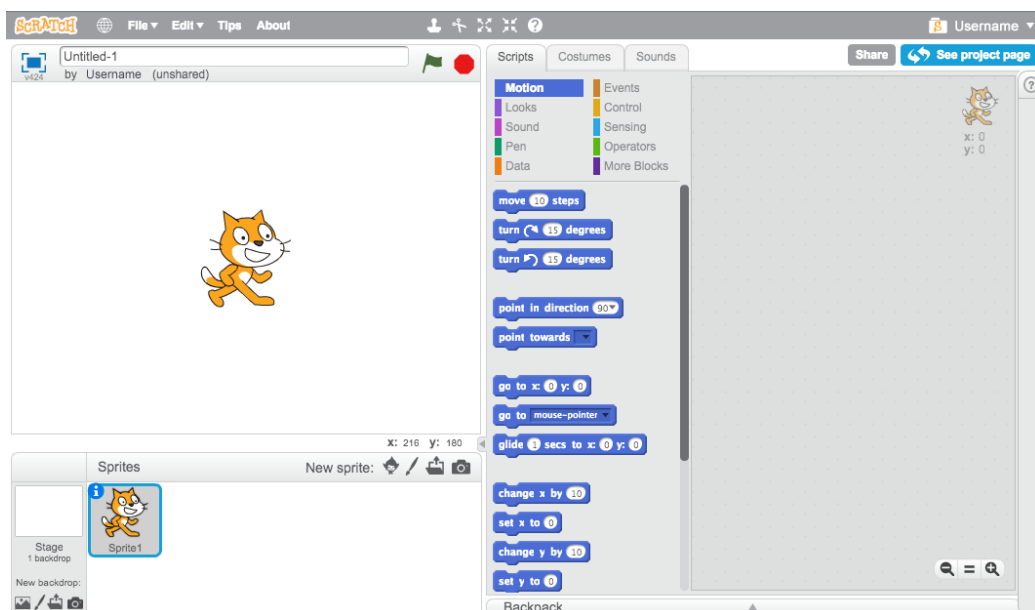 SCRATCH File Edit Tips About Username
Untitled-1
v424 by Username (unshared)
Scripts Costumes Sounds
Share See project page
Motion Events
Looks Control
Sound Sensing
Pen Operators
Data More Blocks
x: 0
y: 0
move 10 steps
turn 15 degrees
turn 15 degrees
point in direction 90
point towards
go to x: 0 y: 0
go to mouse-pointer
glide 1 secs to x: 0 y: 0
change x by 10
set x to 0
change y by 10
set y to 0
X: 216 Y: 180
Sprites New sprite:
Sprite1
Stage
1 backdrop
New backdrop:
Backpack